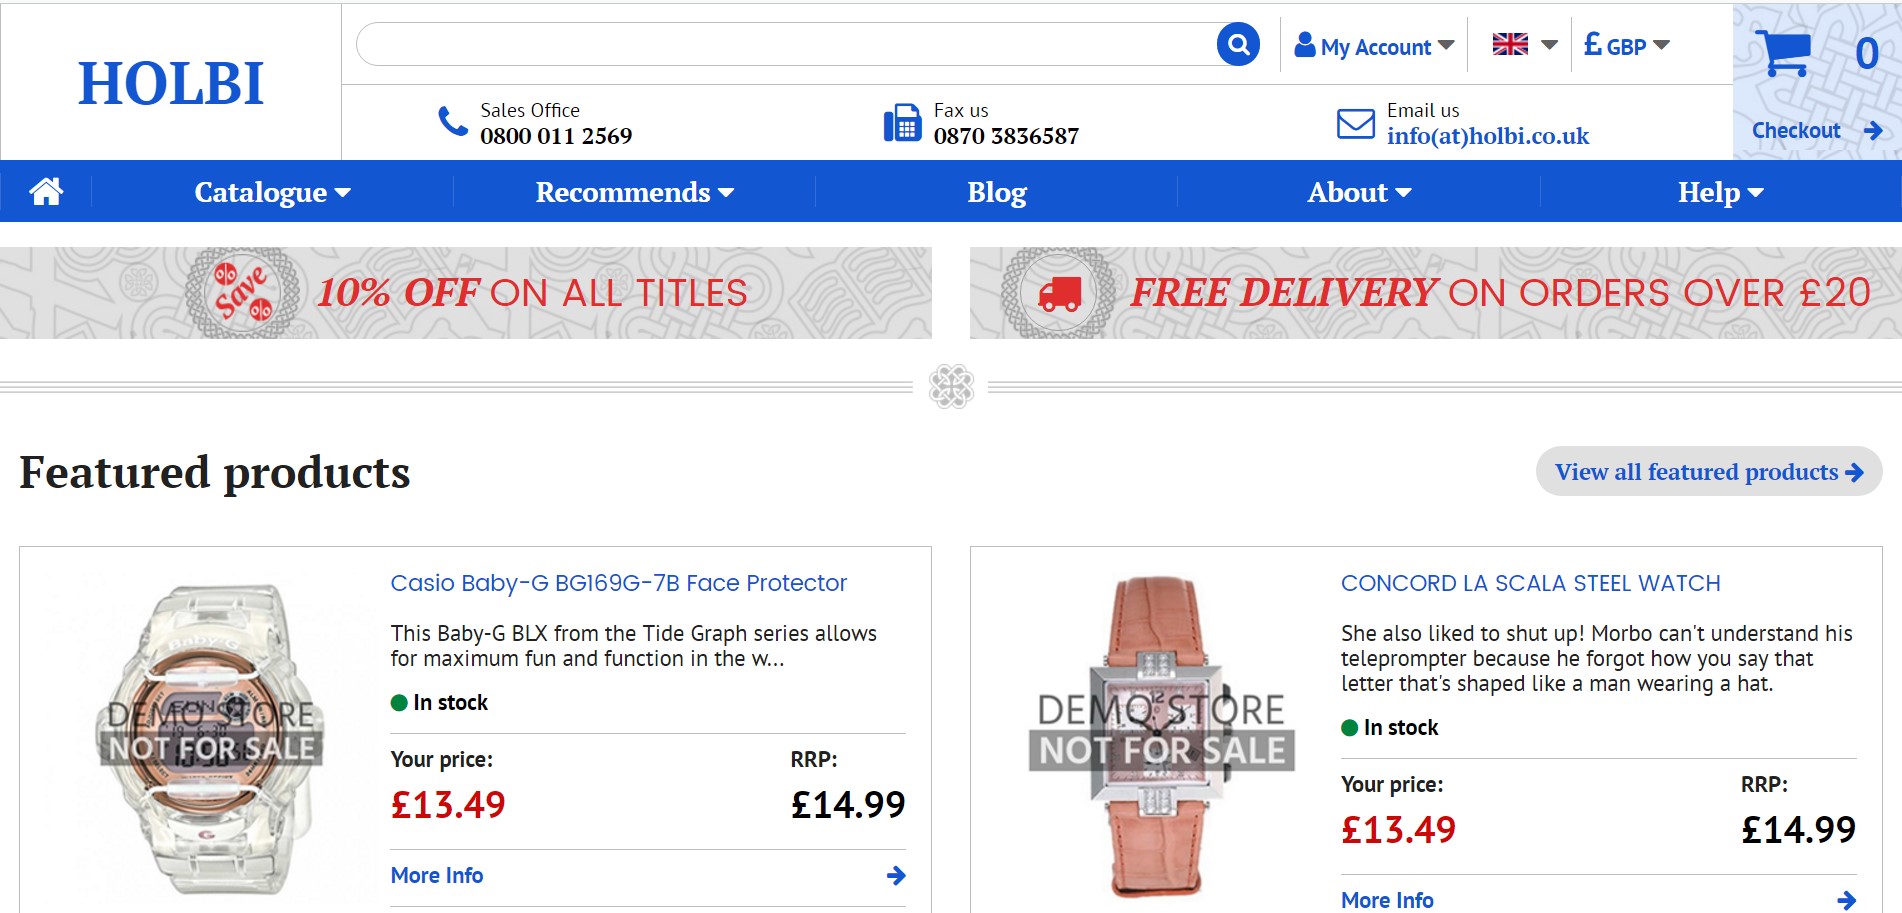 HOLBI
My Account
£ GBP
0
Sales Office
0800 011 2569
Fax us
0870 3836587
Email us
info(at)holbi.co.uk
Checkout
Catalogue
Recommends
Blog
About
Help
Save
10% OFF ON ALL TITLES
FREE DELIVERY ON ORDERS OVER £20
Featured products
View all featured products
Casio Baby-G BG169G-7B Face Protector
This Baby-G BLX from the Tide Graph series allows
for maximum fun and function in the w...
In stock
Your price:
RRP:
£13.49
£14.99
More Info
DEMO STORE
NOT FOR SALE
CONCORD LA SCALA STEEL WATCH
She also liked to shut up! Morbo can't understand his
teleprompter because he forgot how you say that
letter that's shaped like a man wearing a hat.
In stock
Your price:
RRP:
£13.49
£14.99
More Info
DEMO STORE
NOT FOR SALE